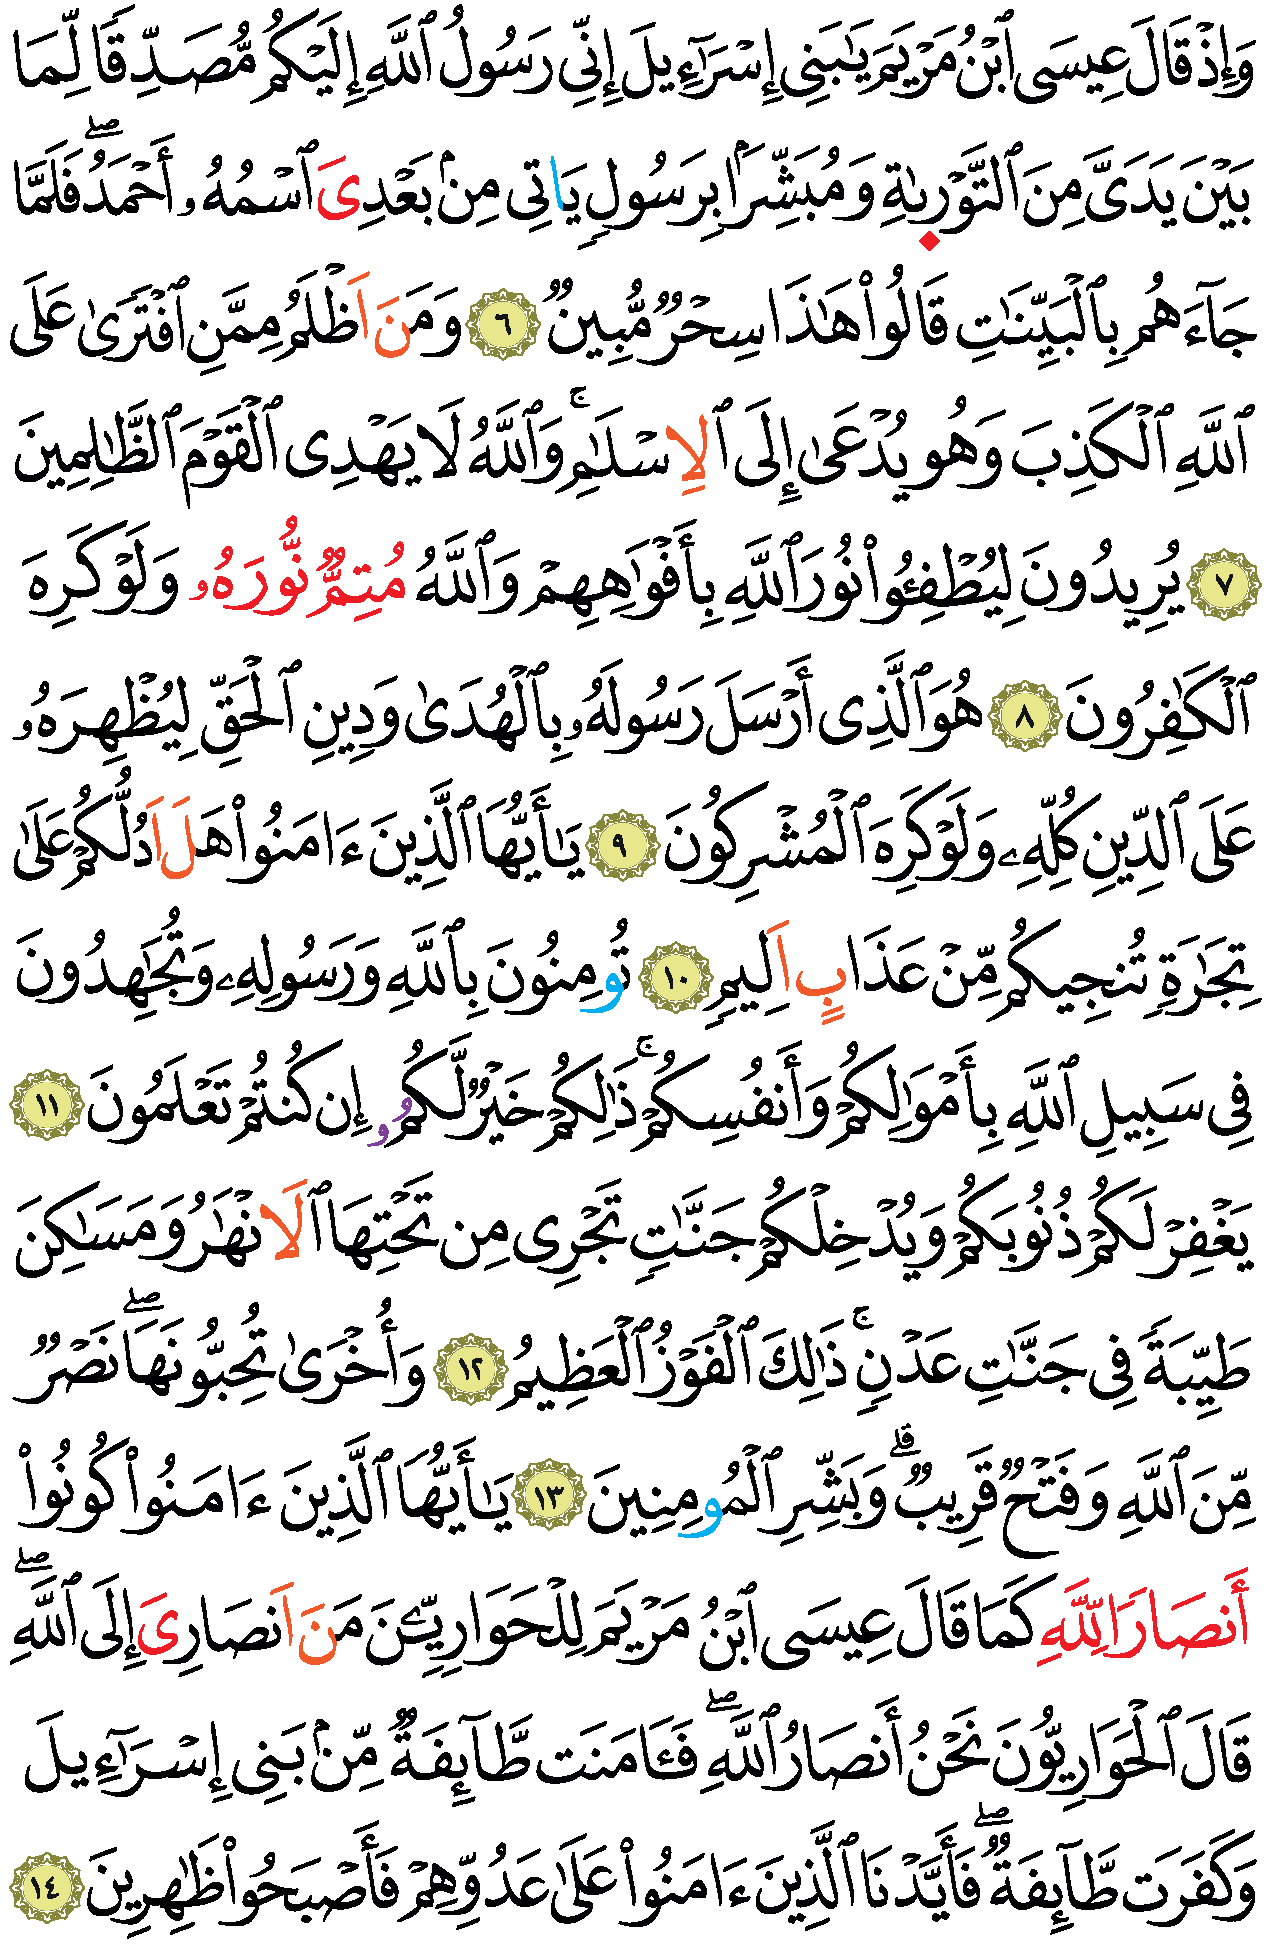 وَإِذْ قَالَ عِيسَى ٱبْنُ مَرْيَمَ يَٰبَنِىٓ إِسْرَٰٓءِيلَ إِنِّى رَسُولُ ٱللَّهِ إِلَيْكُم مُّصَدِّقًا لِّمَا
بَيْنَ يَدَىَّ مِنَ ٱلتَّوْرَىٰةِ وَمُبَشِّرَۢا بِرَسُولٍ يَاتِى مِنۢ بَعْدِىَ ٱسْمُهُۥ أَحْمَدُۖ فَلَمَّا
جَآءَهُم بِٱلْبَيِّنَٰتِ قَالُوا۟ هَٰذَا سِحْرٌ مُّبِينٌ ٦ وَمَنَ اَظْلَمُ مِمَّنِ ٱفْتَرَىٰ عَلَى
ٱللَّهِ ٱلْكَذِبَ وَهُوَ يُدْعَىٰٓ إِلَى ٱلِاسْلَٰمِۚ وَٱللَّهُ لَا يَهْدِى ٱلْقَوْمَ ٱلظَّٰلِمِينَ
٧ يُرِيدُونَ لِيُطْفِـُٔوا۟ نُورَ ٱللَّهِ بِأَفْوَٰهِهِمْ وَٱللَّهُ مُتِمٌّ نُّورَهُۥ وَلَوْ كَرِهَ
ٱلْكَٰفِرُونَ ٨ هُوَ ٱلَّذِىٓ أَرْسَلَ رَسُولَهُۥ بِٱلْهُدَىٰ وَدِينِ ٱلْحَقِّ لِيُظْهِرَهُۥ
عَلَى ٱلدِّينِ كُلِّهِۦ وَلَوْ كَرِهَ ٱلْمُشْرِكُونَ ٩ يَٰٓأَيُّهَا ٱلَّذِينَ ءَامَنُوا۟ هَلَ اَدُلُّكُمْ عَلَىٰ
تِجَٰرَةٍ تُنجِيكُم مِّنْ عَذَابٍ اَلِيمٍ ١٠ تُومِنُونَ بِٱللَّهِ وَرَسُولِهِۦ وَتُجَٰهِدُونَ
فِى سَبِيلِ ٱللَّهِ بِأَمْوَٰلِكُمْ وَأَنفُسِكُمْۚ ذَٰلِكُمْ خَيْرٌ لَّكُمُۥٓ إِن كُنتُمْ تَعْلَمُونَ ١١
يَغْفِرْ لَكُمْ ذُنُوبَكُمْ وَيُدْخِلْكُمْ جَنَّٰتٍ تَجْرِى مِن تَحْتِهَا ٱلَانْهَٰرُ وَمَسَٰكِنَ
طَيِّبَةً فِى جَنَّٰتِ عَدْنٍۚ ذَٰلِكَ ٱلْفَوْزُ ٱلْعَظِيمُ ١٢ وَأُخْرَىٰ تُحِبُّونَهَاۖ نَصْرٌ
مِّنَ ٱللَّهِ وَفَتْحٌ قَرِيبٌۗ وَبَشِّرِ ٱلْمُومِنِينَ ١٣ يَٰٓأَيُّهَا ٱلَّذِينَ ءَامَنُوا۟ كُونُوٓا۟
أَنصَارًا لِلَّهِ كَمَا قَالَ عِيسَى ٱبْنُ مَرْيَمَ لِلْحَوَارِيِّـۧنَ مَنَ اَنصَارِىَ إِلَى ٱللَّهِۖ
قَالَ ٱلْحَوَارِيُّونَ نَحْنُ أَنصَارُ ٱللَّهِۖ فَـَٔامَنَت طَّآئِفَةٌ مِّنۢ بَنِىٓ إِسْرَٰٓءِيلَ
وَكَفَرَت طَّآئِفَةٌۖ فَأَيَّدْنَا ٱلَّذِينَ ءَامَنُوا۟ عَلَىٰ عَدُوِّهِمْ فَأَصْبَحُوا۟ ظَٰهِرِينَ ١٤